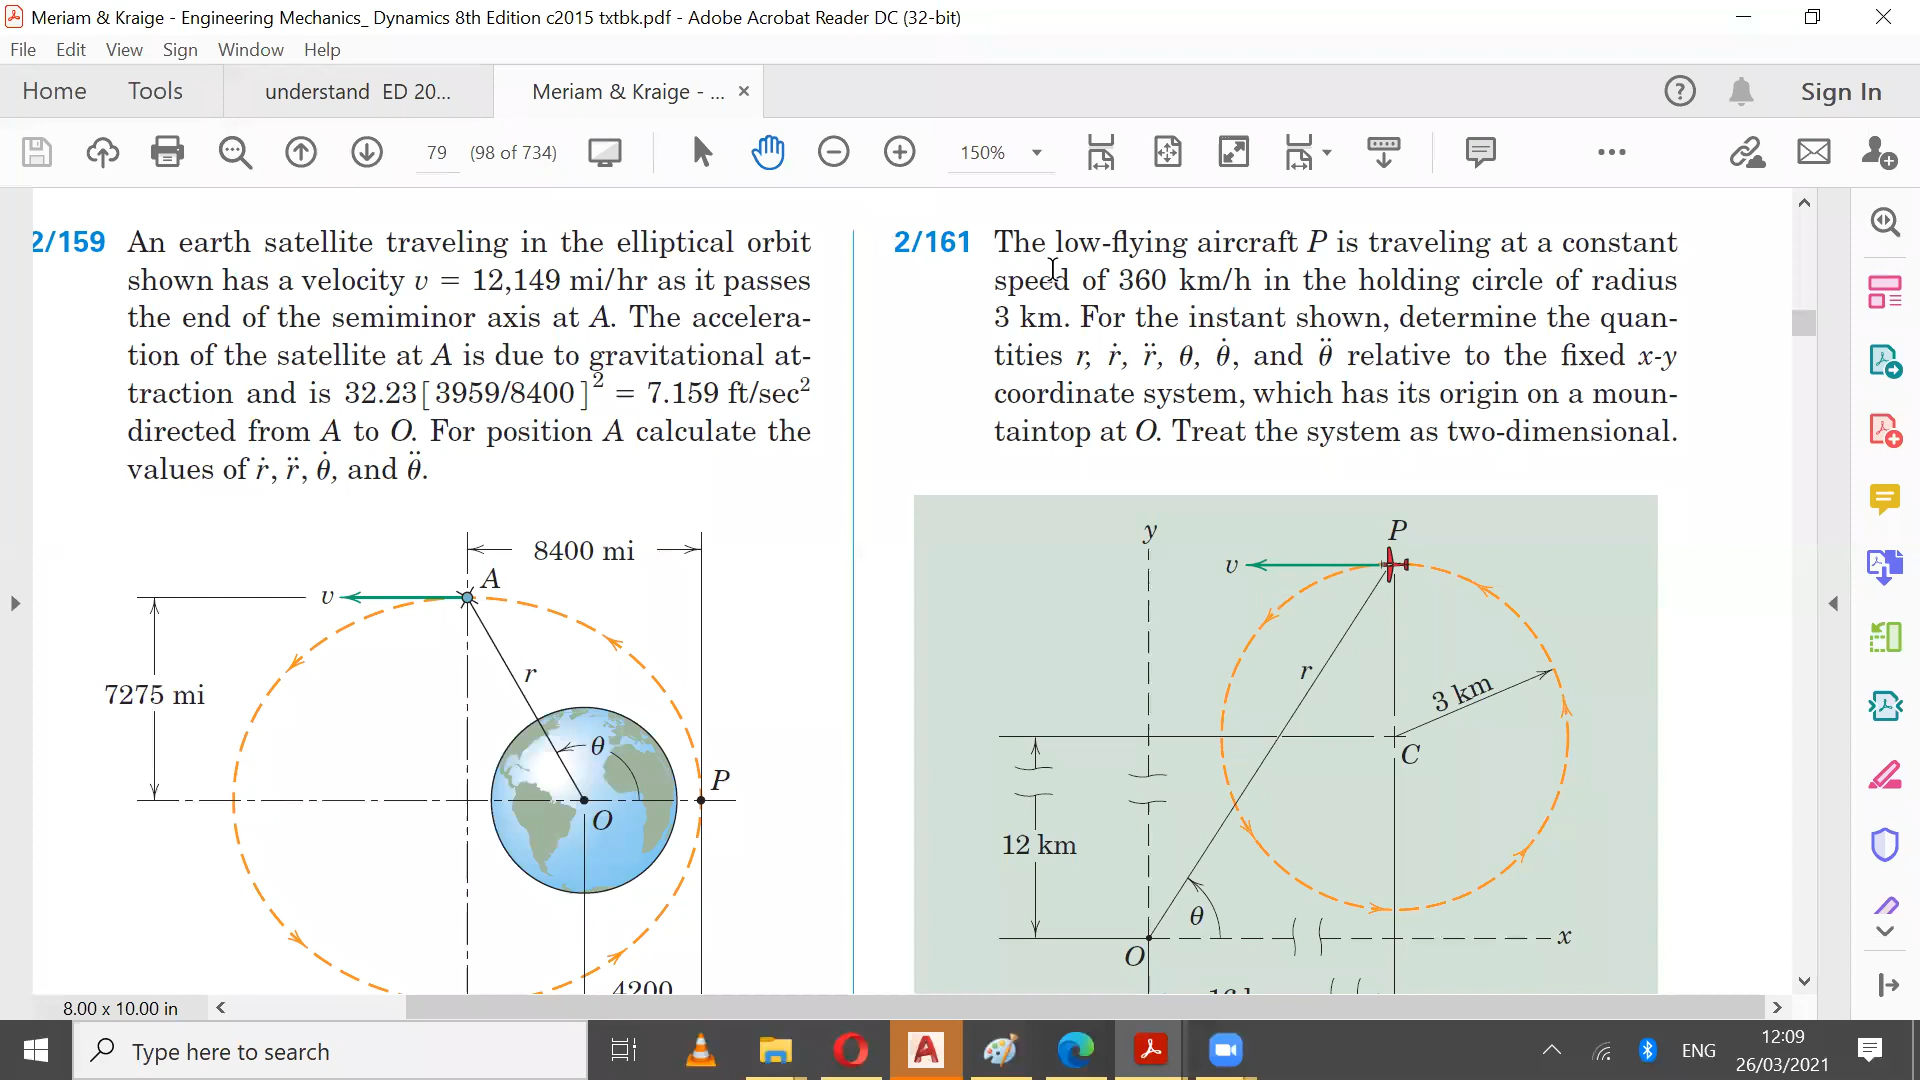 Meriam & Kraige - Engineering Mechanics_ Dynamics 8th Edition c2015 txtbk.pdf - Adobe Acrobat Reader DC (32-bit)
File Edit View Sign Window Help
Home Tools understand ED 20... Meriam & Kraige - ... × Sign In
79 (98 of 734) 150%
2/159 An earth satellite traveling in the elliptical orbit
shown has a velocity v = 12,149 mi/hr as it passes
the end of the semiminor axis at A. The accelera-
tion of the satellite at A is due to gravitational at-
traction and is 32.23[3959/8400]² = 7.159 ft/sec²
directed from A to O. For position A calculate the
values of ṙ, r̈, θ̇, and θ̈.
8400 mi
A
v
r
7275 mi
θ
P
O
4200
2/161 The low-flying aircraft P is traveling at a constant
speed of 360 km/h in the holding circle of radius
3 km. For the instant shown, determine the quan-
tities r, ṙ, r̈, θ, θ̇, and θ̈ relative to the fixed x-y
coordinate system, which has its origin on a moun-
taintop at O. Treat the system as two-dimensional.
y
P
v
r
3 km
C
12 km
θ
x
O
8.00 x 10.00 in
Type here to search
ENG
12:09
26/03/2021